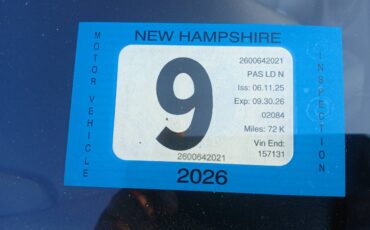 NEW HAMPSHIRE
MOTOR VEHICLE
9
2600642021
2600642021
PAS LD N
Iss: 06.11.25
Exp: 09.30.26
02084
Miles: 72 K
Vin End:
157131
INSPECTION
2026